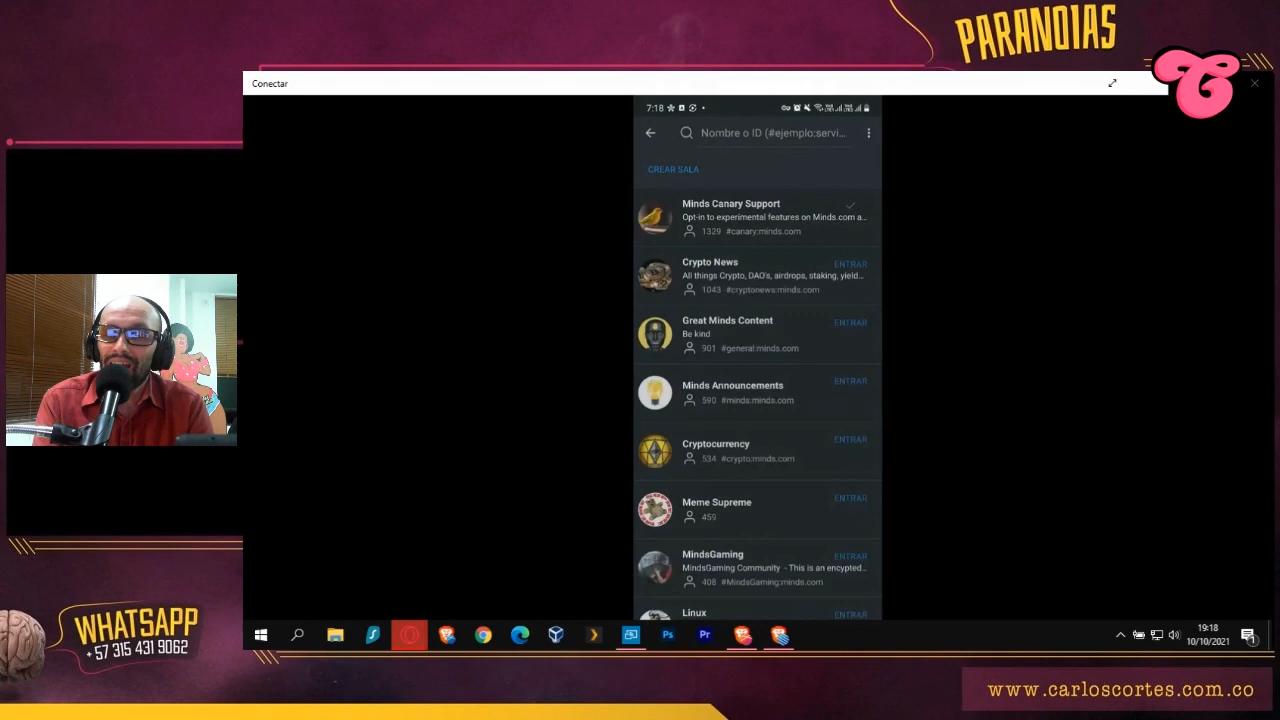 PARANOIAS
Conectar
7:18
Nombre o ID (#ejemplo:servi...
CREAR SALA
Minds Canary Support
Opt-in to experimental features on Minds.com a...
1329 #canary:minds.com
Crypto News
ENTRAR
All things Crypto, DAO's, airdrops, staking, yield...
1043 #cryptonews:minds.com
Great Minds Content
ENTRAR
Be kind
901 #general:minds.com
Minds Announcements
ENTRAR
590 #minds:minds.com
Cryptocurrency
ENTRAR
534 #crypto:minds.com
Meme Supreme
ENTRAR
459
MindsGaming
ENTRAR
MindsGaming Community - This is an encypted...
408 #MindsGaming:minds.com
Linux
ENTRAR
Ps
Pr
19:18
10/10/2021
1
WHATSAPP
+ 57 315 431 9062
www.carloscortes.com.co